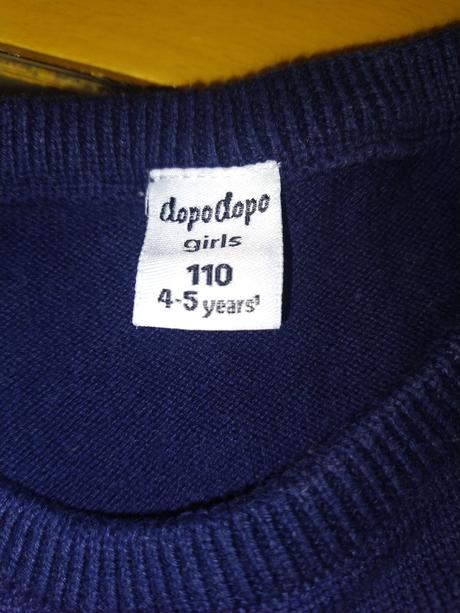 dopodopo
girls
110
4-5 years'